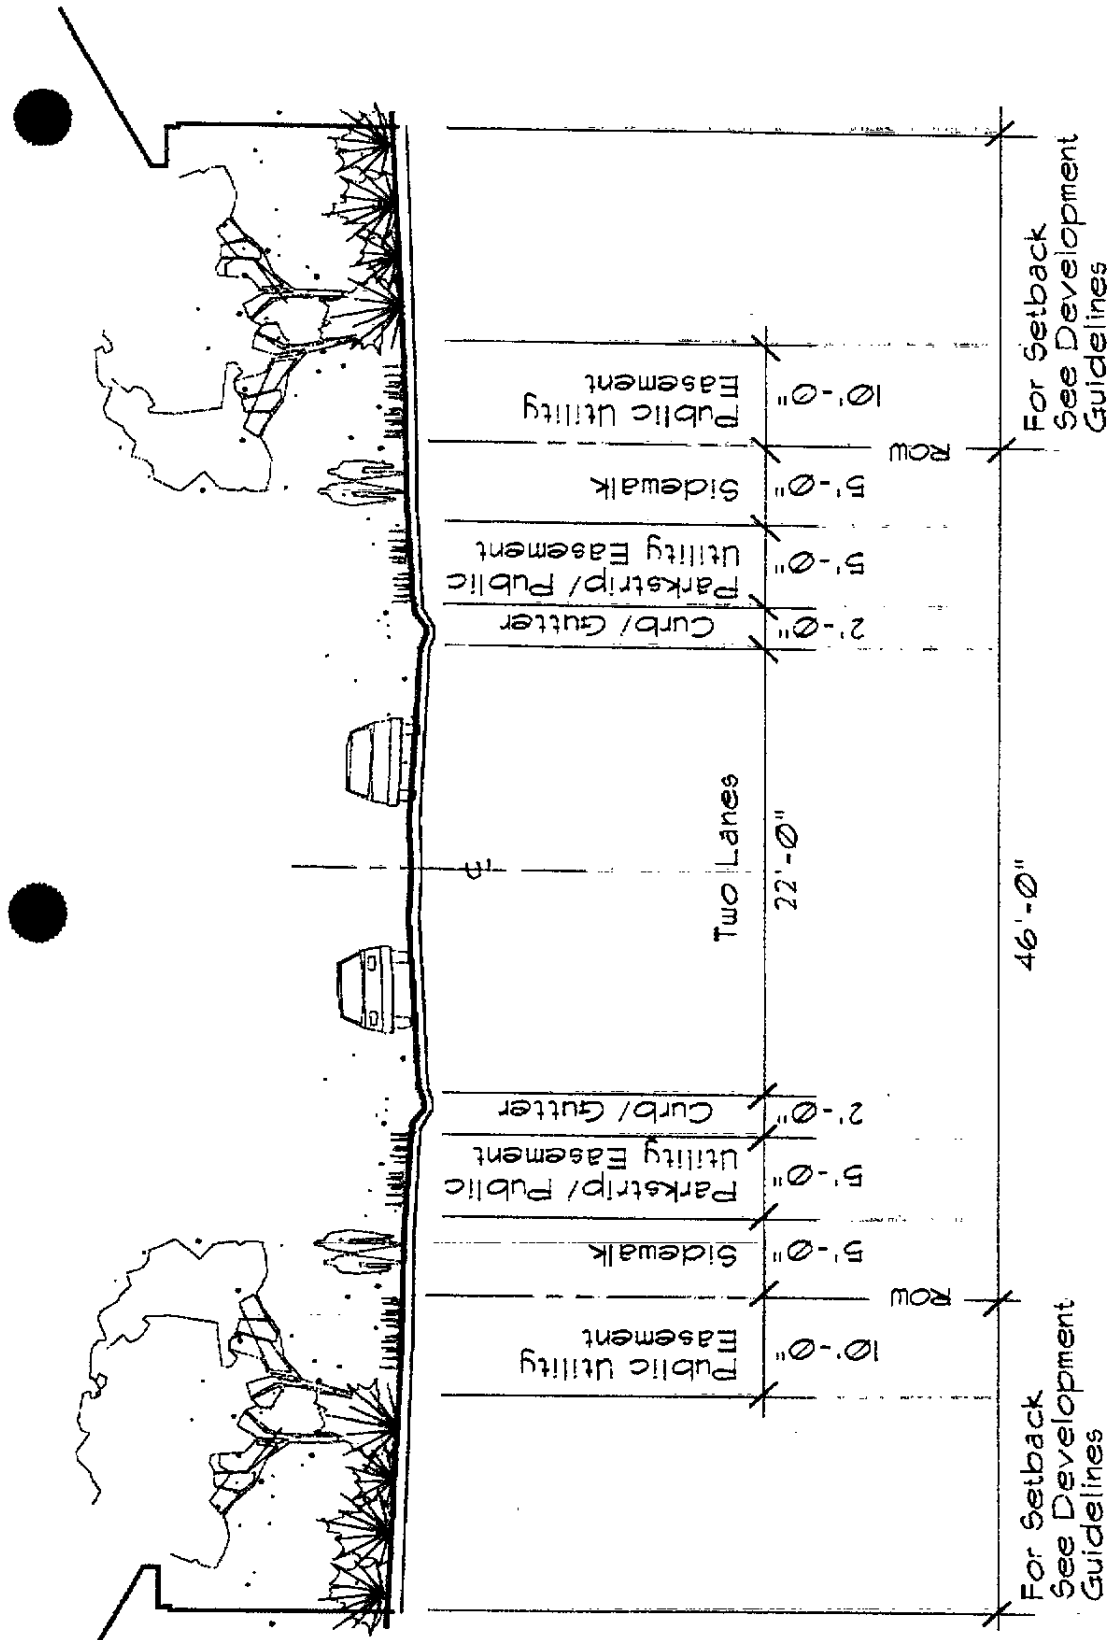 Public Utility
Easement
Sidewalk
Parkstrip/ Public
Utility Easement
Curb/ Gutter
Two Lanes
Curb/ Gutter
Parkstrip/ Public
Utility Easement
Sidewalk
Public Utility
Easement
10'-0"
5'-0"
5'-0"
2'-0"
22'-0"
2'-0"
5'-0"
5'-0"
10'-0"
ROW
ROW
For Setback
See Development
Guidelines
46'-0"
For Setback
See Development
Guidelines